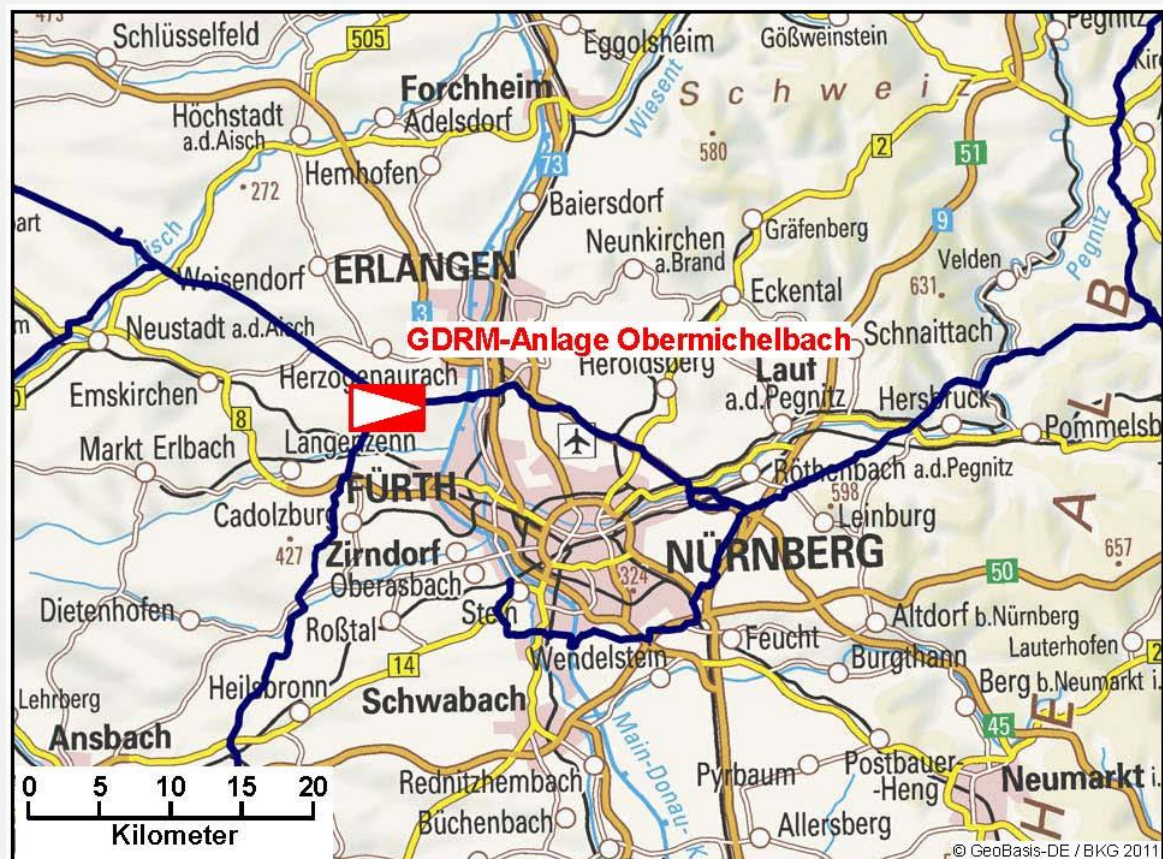 473
Schlüsselfeld
505
Eggolsheim
Gößweinstein
Pegnitz
Forchheim
Wiesent
Schweiz
Höchstadt
a.d.Aisch
Adelsdorf
580
2
51
Hemhofen
73
272
Baiersdorf
9
Gräfenberg
Neunkirchen
a.Brand
Velden
Pegnitz
Aisch
Weisendorf
ERLANGEN
Eckental
631
3
Neustadt a.d.Aisch
GDRM-Anlage Obermichelbach
Schnaittach
Heroldsberg
Lauf
a.d.Pegnitz
Herzogenaurach
Emskirchen
Hersbruck
8
Pommelsb
Markt Erlbach
Langenzenn
Röthenbach a.d.Pegnitz
FÜRTH
598
Leinburg
Cadolzburg
427
Zirndorf
NÜRNBERG
657
Oberasbach
324
50
Dietenhofen
Stein
Altdorf b.Nürnberg
Roßtal
Feucht
Lauterhofen
14
Wendelstein
Burgthann
2
Lehrberg
Heilsbronn
Schwabach
Berg b.Neumarkt i.
Ansbach
45
Main-Donau-K
Rednitzhembach
Pyrbaum
Postbauer-
-Heng
Neumarkt i.
Büchenbach
Allersberg
0 5 10 15 20
Kilometer
© GeoBasis-DE / BKG 2011